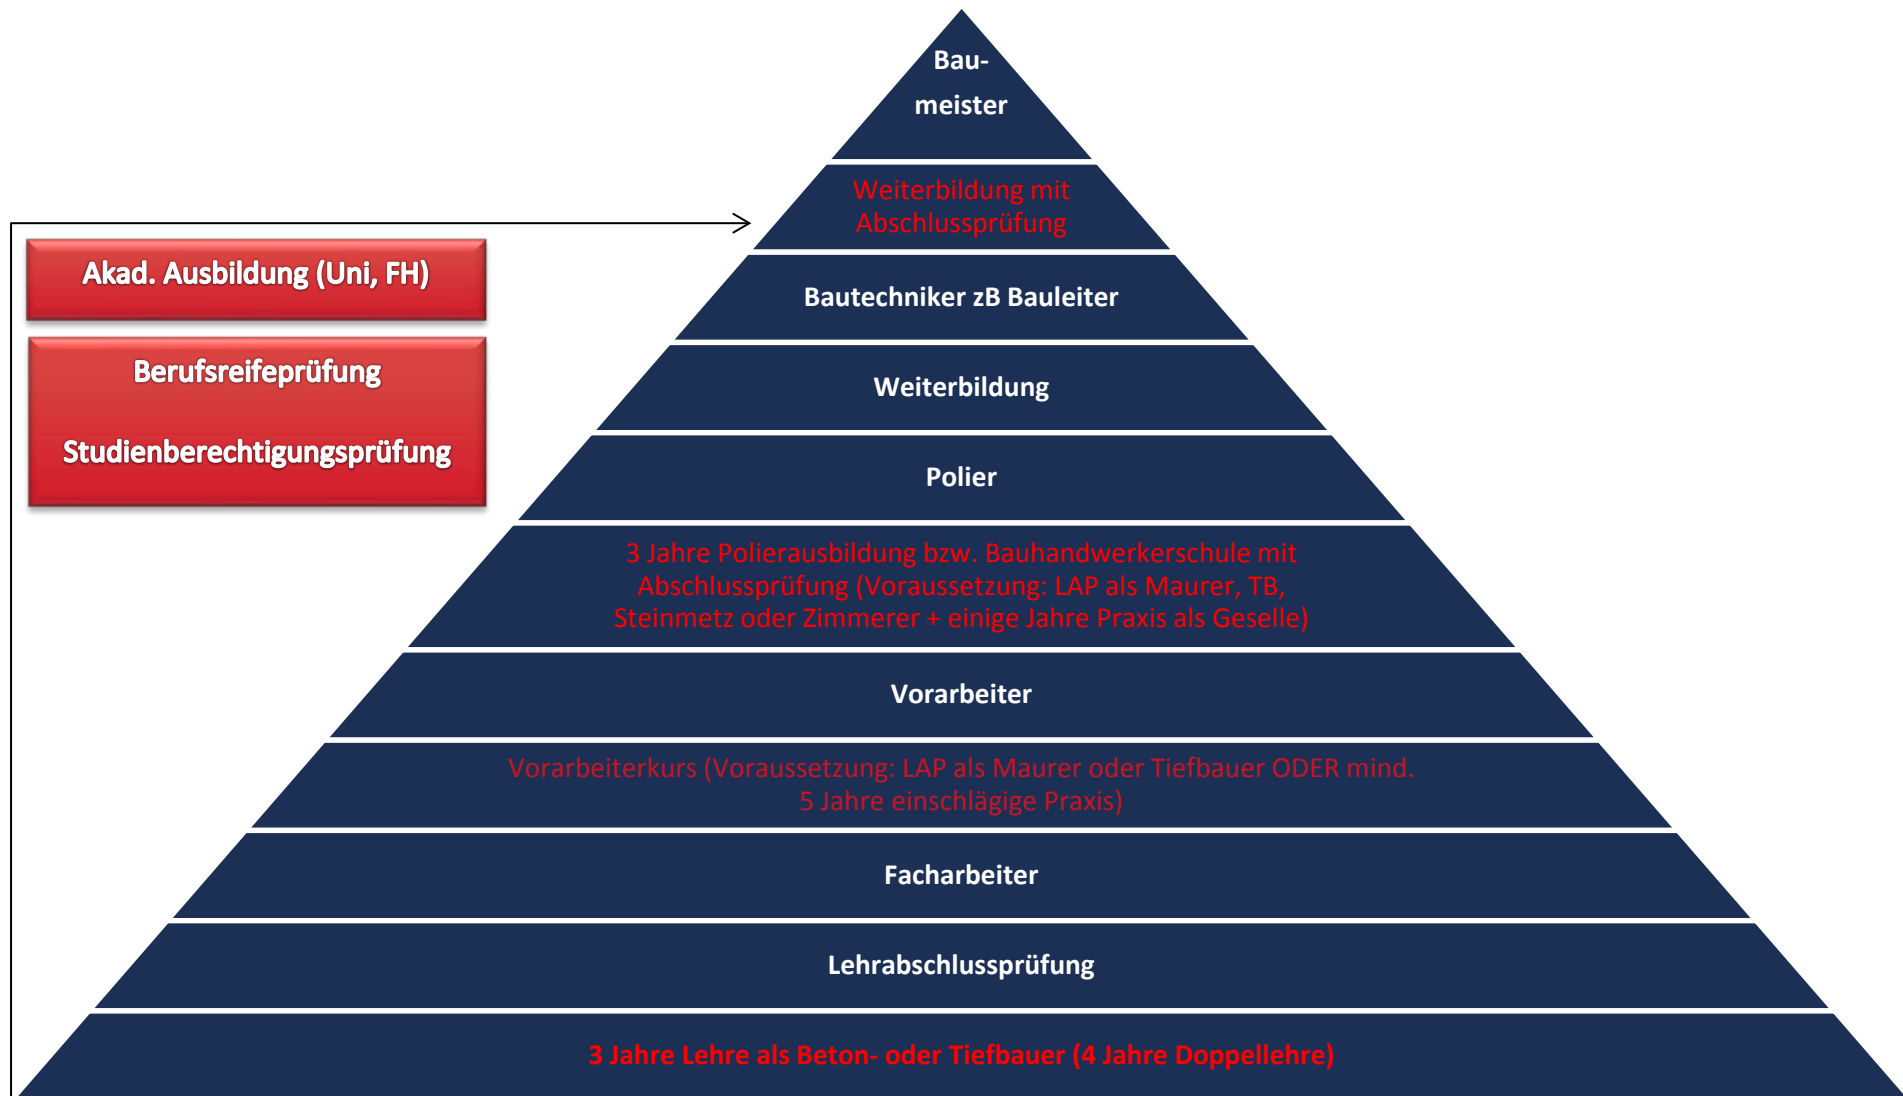 Bau-
meister
Weiterbildung mit
Abschlussprüfung
Akad. Ausbildung (Uni, FH)
Bautechniker zB Bauleiter
Berufsreifeprüfung
Studienberechtigungsprüfung
Weiterbildung
Polier
3 Jahre Polierausbildung bzw. Bauhandwerkerschule mit
Abschlussprüfung (Voraussetzung: LAP als Maurer, TB,
Steinmetz oder Zimmerer + einige Jahre Praxis als Geselle)
Vorarbeiter
Vorarbeiterkurs (Voraussetzung: LAP als Maurer oder Tiefbauer ODER mind.
5 Jahre einschlägige Praxis)
Facharbeiter
Lehrabschlussprüfung
3 Jahre Lehre als Beton- oder Tiefbauer (4 Jahre Doppellehre)